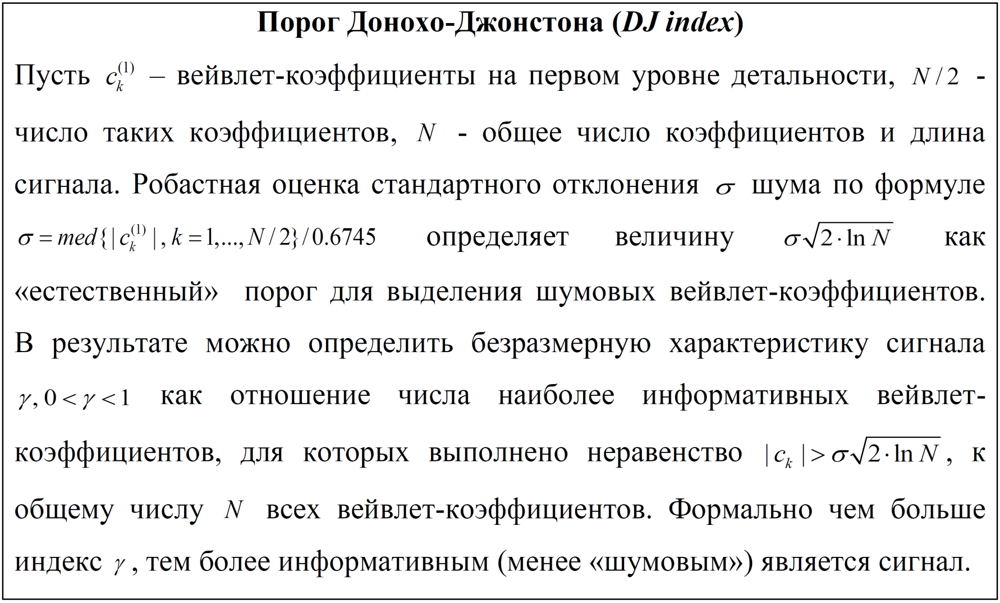 Порог Донохо-Джонстона (DJ index)
Пусть $c_k^{(1)}$ – вейвлет-коэффициенты на первом уровне детальности, $N/2$ -
число таких коэффициентов, $N$ - общее число коэффициентов и длина
сигнала. Робастная оценка стандартного отклонения $\sigma$ шума по формуле
$\sigma = med\{|c_k^{(1)}|, k=1,...,N/2\}/0.6745$ определяет величину $\sigma\sqrt{2 \cdot \ln N}$ как
«естественный» порог для выделения шумовых вейвлет-коэффициентов.
В результате можно определить безразмерную характеристику сигнала
$\gamma, 0 < \gamma < 1$ как отношение числа наиболее информативных вейвлет-
коэффициентов, для которых выполнено неравенство $|c_k| > \sigma\sqrt{2 \cdot \ln N}$, к
общему числу $N$ всех вейвлет-коэффициентов. Формально чем больше
индекс $\gamma$, тем более информативным (менее «шумовым») является сигнал.